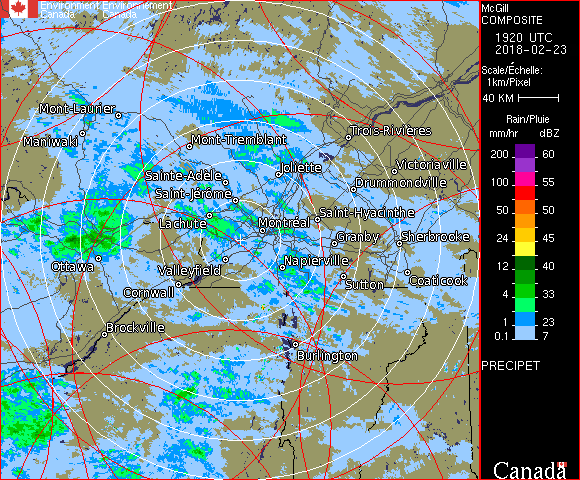 Environment Environnement
Canada Canada
McGill
COMPOSITE
1920 UTC
2018-02-23
Scale/Échelle:
1km/Pixel
40 KM
Rain/Pluie
mm/hr dBZ
200 60
100 55
50 50
24 45
12 40
4 33
1 23
0.1 7
PRECIPET
Canada
Mont-Laurier
Maniwaki
Mont-Tremblant
Trois-Rivières
Joliette
Victoriaville
Sainte-Adèle
Drummondville
Saint-Jérôme
Saint-Hyacinthe
Lachute
Montréal
Granby
Sherbrooke
Ottawa
Napierville
Valleyfield
Coaticook
Sutton
Cornwall
Brockville
Burlington